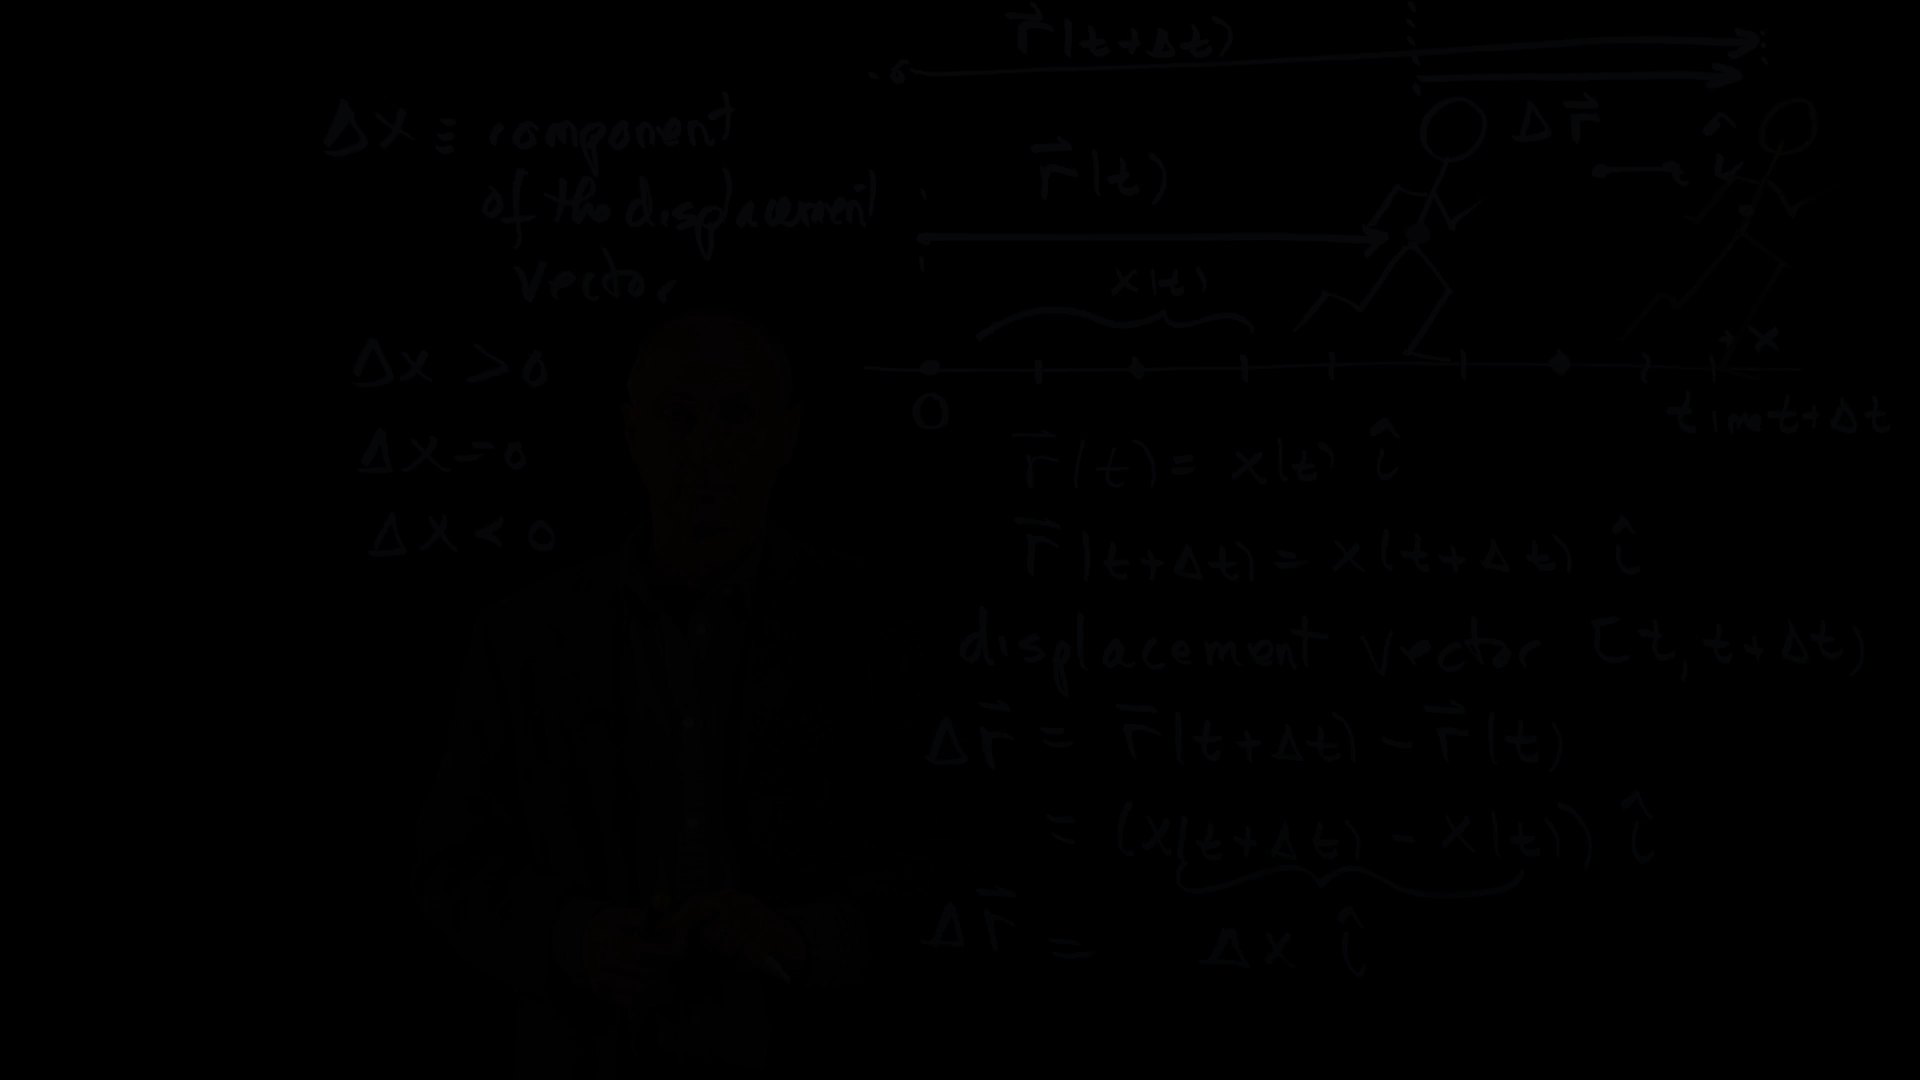 r⃗(t+Δt)
Δx ≡ component
of the displacement
vector
Δx > 0
Δx = 0
Δx < 0
Δr⃗
î
r⃗(t)
x(t)
+x
0
time t+Δt
r⃗(t) = x(t) î
r⃗(t+Δt) = x(t+Δt) î
displacement vector [t, t+Δt]
Δr⃗ = r⃗(t+Δt) - r⃗(t)
= (x(t+Δt) - x(t)) î
Δr⃗ = Δx î